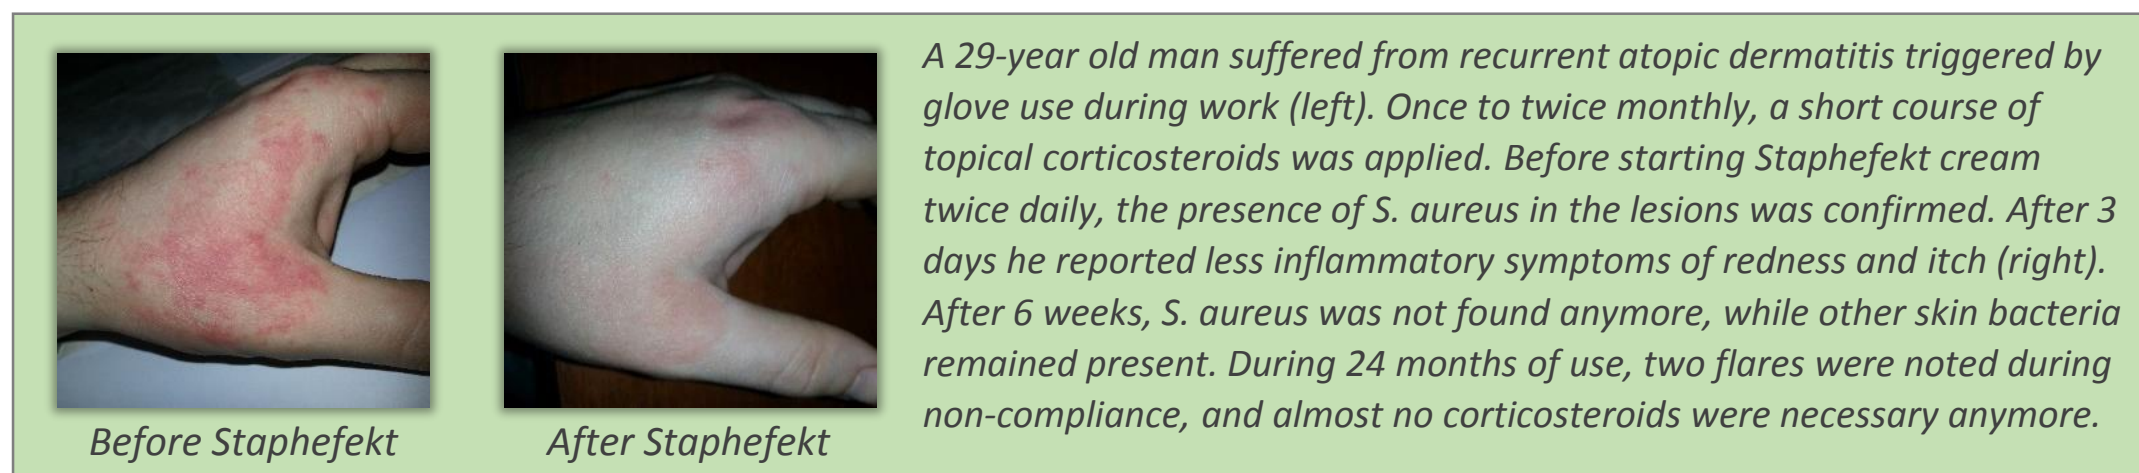 A 29-year old man suffered from recurrent atopic dermatitis triggered by
glove use during work (left). Once to twice monthly, a short course of
topical corticosteroids was applied. Before starting Staphefekt cream
twice daily, the presence of S. aureus in the lesions was confirmed. After 3
days he reported less inflammatory symptoms of redness and itch (right).
After 6 weeks, S. aureus was not found anymore, while other skin bacteria
remained present. During 24 months of use, two flares were noted during
non-compliance, and almost no corticosteroids were necessary anymore.
Before Staphefekt
After Staphefekt